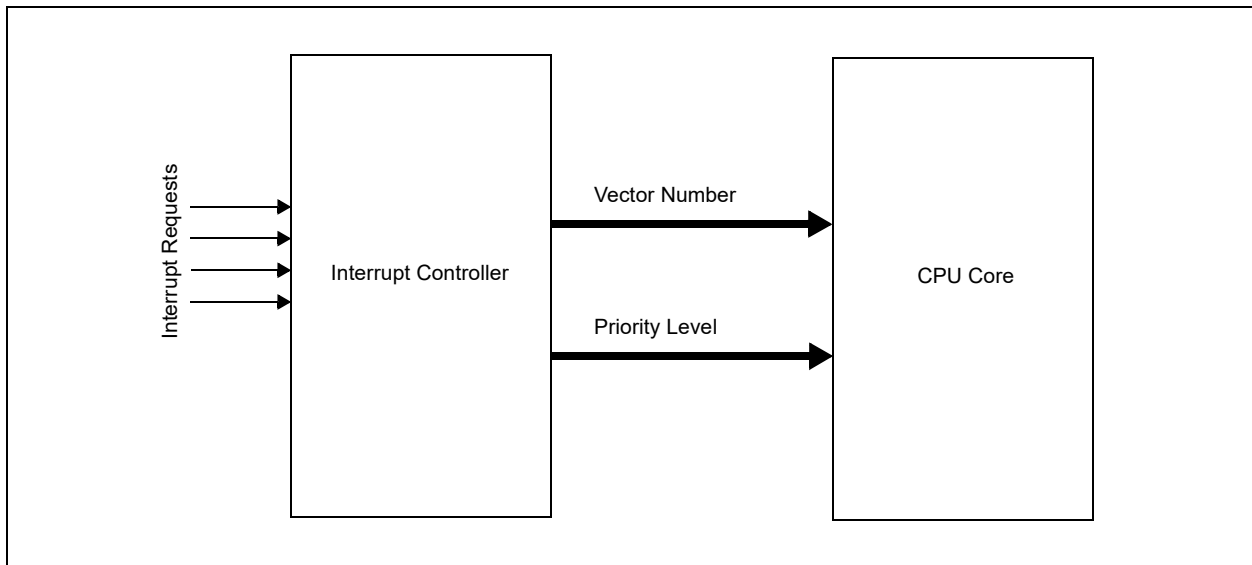 Interrupt Requests
Interrupt Controller
Vector Number
Priority Level
CPU Core